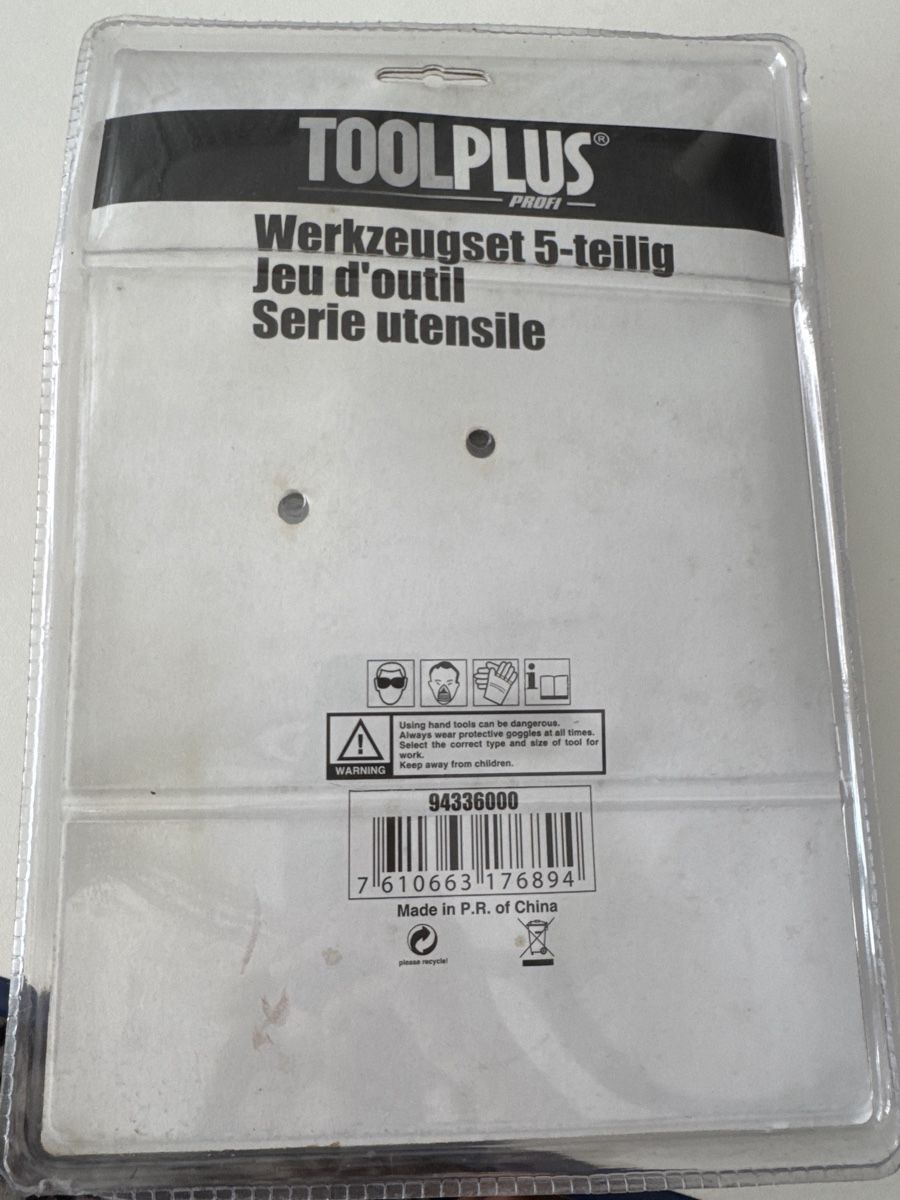 TOOLPLUS®
PROFI
Werkzeugset 5-teilig
Jeu d'outil
Serie utensile
i
WARNING
Using hand tools can be dangerous.
Always wear protective goggles at all times.
Select the correct type and size of tool for
work.
Keep away from children.
94336000
7 610663 176894
Made in P.R. of China
please recycle!